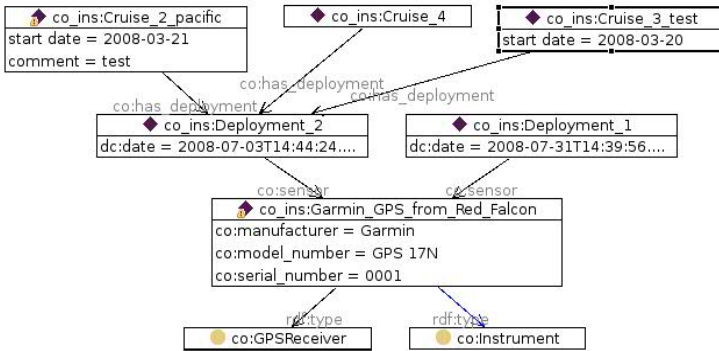 co_ins:Cruise_2_pacific
start date = 2008-03-21
comment = test
co_ins:Cruise_4
co_ins:Cruise_3_test
start date = 2008-03-20
co:has_deployment
co:has_deployment
co:has_deployment
co_ins:Deployment_2
dc:date = 2008-07-03T14:44:24....
co_ins:Deployment_1
dc:date = 2008-07-31T14:39:56....
co:sensor
co:sensor
co_ins:Garmin_GPS_from_Red_Falcon
co:manufacturer = Garmin
co:model_number = GPS 17N
co:serial_number = 0001
rdf:type
rdf:type
co:GPSReceiver
co:Instrument